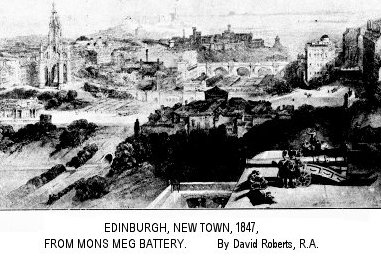 EDINBURGH, NEW TOWN, 1847,
FROM MONS MEG BATTERY. By David Roberts, R.A.